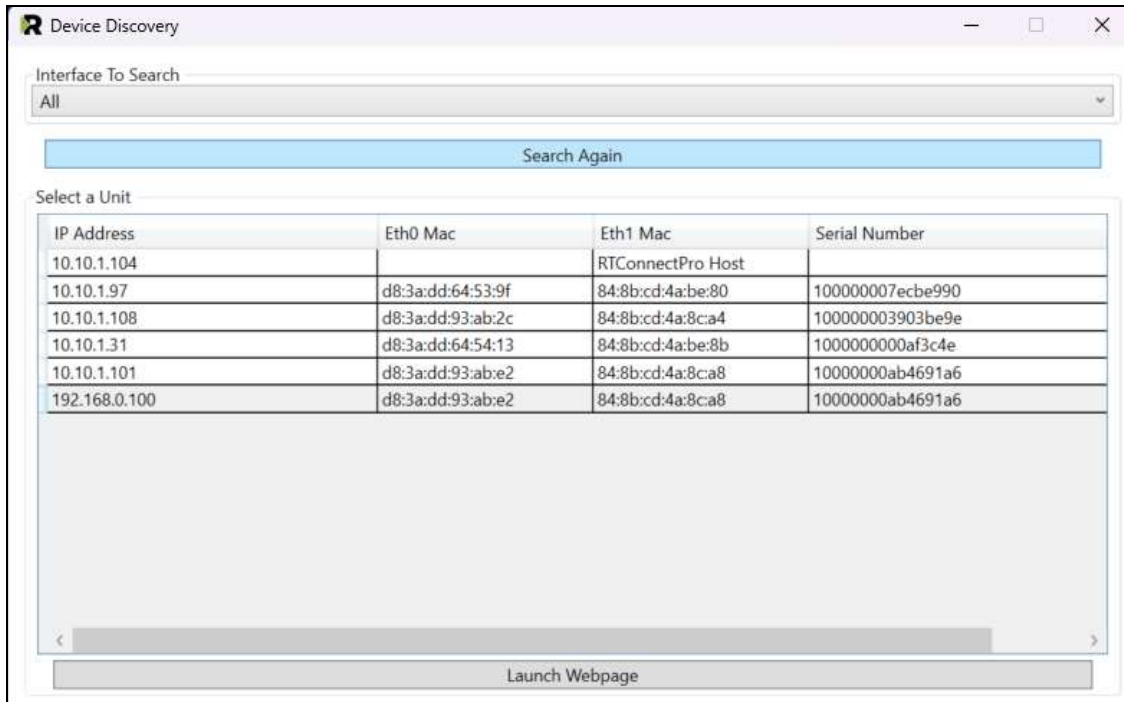 Device Discovery
Interface To Search
All
Search Again
Select a Unit
IP Address Eth0 Mac Eth1 Mac Serial Number
10.10.1.104 RTConnectPro Host
10.10.1.97 d8:3a:dd:64:53:9f 84:8b:cd:4a:be:80 100000007ecbe990
10.10.1.108 d8:3a:dd:93:ab:2c 84:8b:cd:4a:8c:a4 100000003903be9e
10.10.1.31 d8:3a:dd:64:54:13 84:8b:cd:4a:be:8b 1000000000af3c4e
10.10.1.101 d8:3a:dd:93:ab:e2 84:8b:cd:4a:8c:a8 10000000ab4691a6
192.168.0.100 d8:3a:dd:93:ab:e2 84:8b:cd:4a:8c:a8 10000000ab4691a6
Launch Webpage